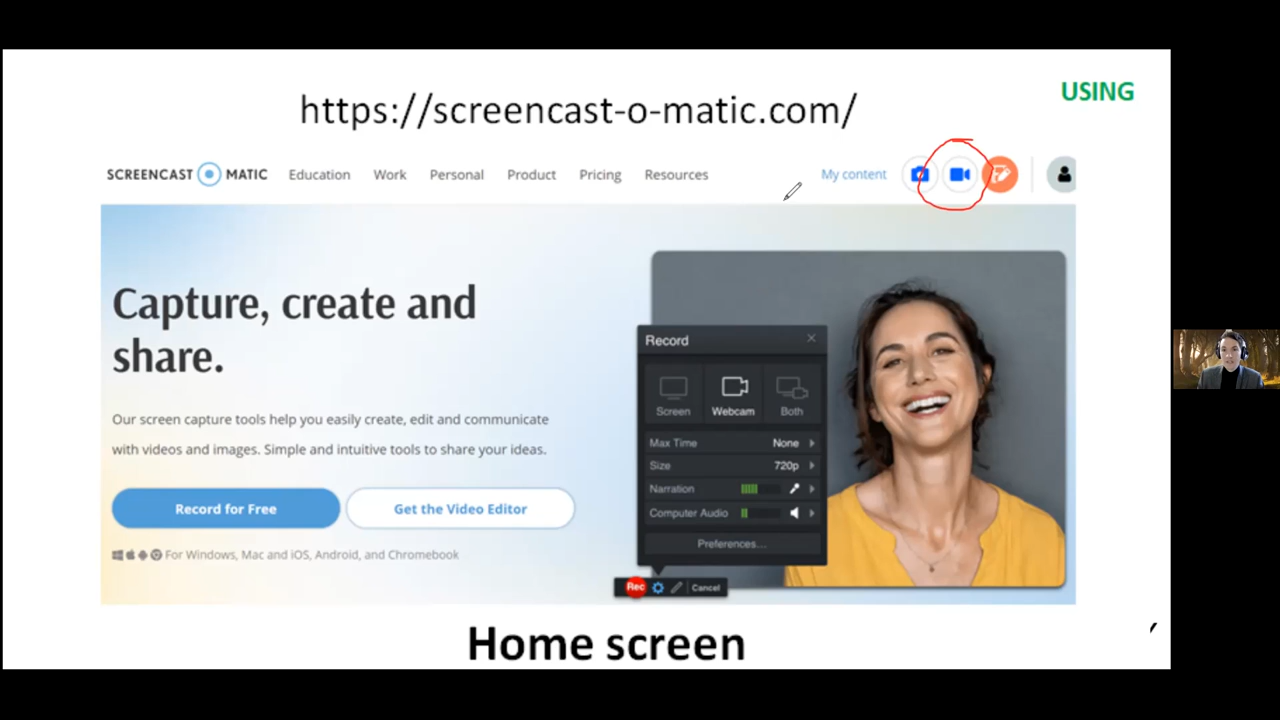 https://screencast-o-matic.com/
USING
SCREENCAST MATIC Education Work Personal Product Pricing Resources My content
Capture, create and
share.
Our screen capture tools help you easily create, edit and communicate
with videos and images. Simple and intuitive tools to share your ideas.
Record for Free Get the Video Editor
For Windows, Mac and iOS, Android, and Chromebook
Record
Screen Webcam Both
Max Time None
Size 720p
Narration
Computer Audio
Preferences...
Rec Cancel
Home screen